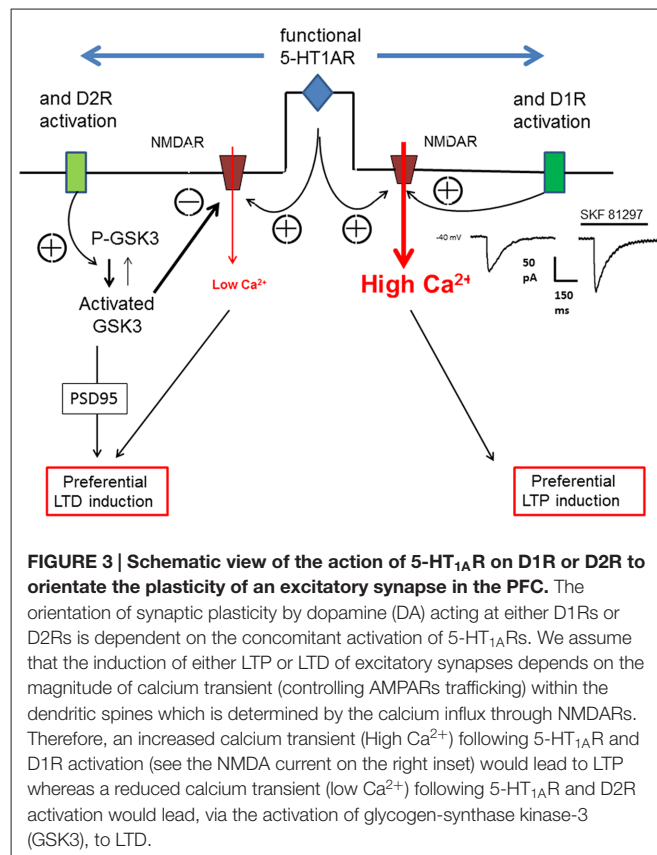 functional
5-HT1AR
and D2R
activation
and D1R
activation
NMDAR
NMDAR
−
+
+
+
+
P-GSK3
Activated
GSK3
Low Ca²⁺
High Ca²⁺
SKF 81297
-40 mV
50
pA
150
ms
PSD95
Preferential
LTD induction
Preferential
LTP induction
FIGURE 3 | Schematic view of the action of 5-HT₁ₐR on D1R or D2R to
orientate the plasticity of an excitatory synapse in the PFC. The
orientation of synaptic plasticity by dopamine (DA) acting at either D1Rs or
D2Rs is dependent on the concomitant activation of 5-HT₁ₐRs. We assume
that the induction of either LTP or LTD of excitatory synapses depends on the
magnitude of calcium transient (controlling AMPARs trafficking) within the
dendritic spines which is determined by the calcium influx through NMDARs.
Therefore, an increased calcium transient (High Ca²⁺) following 5-HT₁ₐR and
D1R activation (see the NMDA current on the right inset) would lead to LTP
whereas a reduced calcium transient (low Ca²⁺) following 5-HT₁ₐR and D2R
activation would lead, via the activation of glycogen-synthase kinase-3
(GSK3), to LTD.